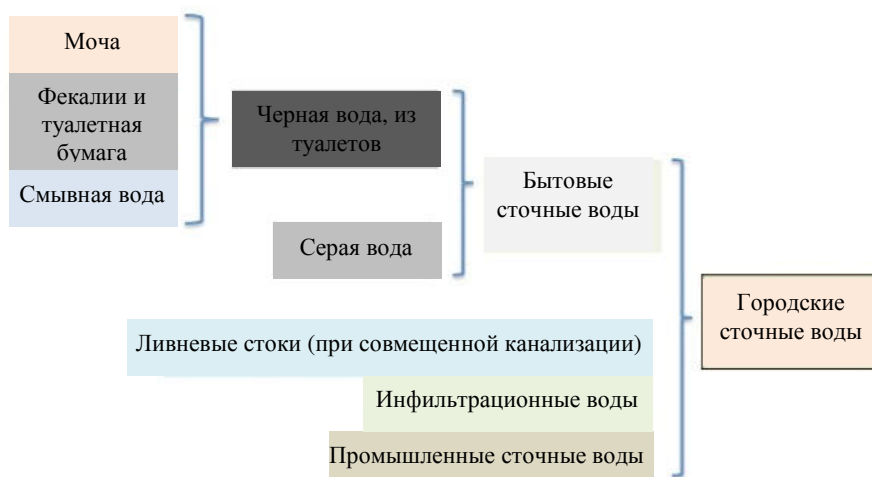 Моча
Фекалии и
туалетная
бумага
Смывная вода
Черная вода, из
туалетов
Серая вода
Бытовые
сточные воды
Ливневые стоки (при совмещенной канализации)
Инфильтрационные воды
Промышленные сточные воды
Городские
сточные воды